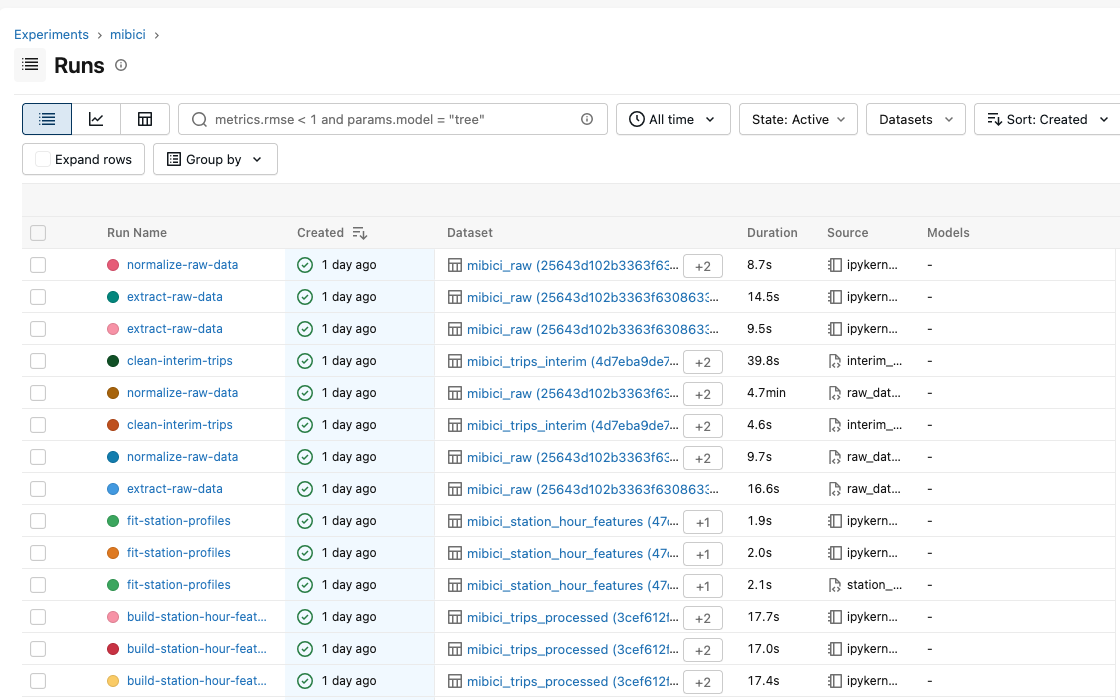 Experiments > mibici >
Runs
metrics.rmse < 1 and params.model = "tree"
All time
State: Active
Datasets
Sort: Created
Expand rows
Group by
Run Name Created Dataset Duration Source Models
normalize-raw-data 1 day ago mibici_raw (25643d102b3363f63... +2 8.7s ipykern... -
extract-raw-data 1 day ago mibici_raw (25643d102b3363f6308633... 14.5s ipykern... -
extract-raw-data 1 day ago mibici_raw (25643d102b3363f6308633... 9.5s ipykern... -
clean-interim-trips 1 day ago mibici_trips_interim (4d7eba9de7... +2 39.8s interim_... -
normalize-raw-data 1 day ago mibici_raw (25643d102b3363f63... +2 4.7min raw_dat... -
clean-interim-trips 1 day ago mibici_trips_interim (4d7eba9de7... +2 4.6s interim_... -
normalize-raw-data 1 day ago mibici_raw (25643d102b3363f63... +2 9.7s raw_dat... -
extract-raw-data 1 day ago mibici_raw (25643d102b3363f6308633... 16.6s raw_dat... -
fit-station-profiles 1 day ago mibici_station_hour_features (47... +1 1.9s ipykern... -
fit-station-profiles 1 day ago mibici_station_hour_features (47... +1 2.0s ipykern... -
fit-station-profiles 1 day ago mibici_station_hour_features (47... +1 2.1s station_... -
build-station-hour-feat... 1 day ago mibici_trips_processed (3cef612f... +2 17.7s ipykern... -
build-station-hour-feat... 1 day ago mibici_trips_processed (3cef612f... +2 17.0s ipykern... -
build-station-hour-feat... 1 day ago mibici_trips_processed (3cef612f... +2 17.4s ipykern... -